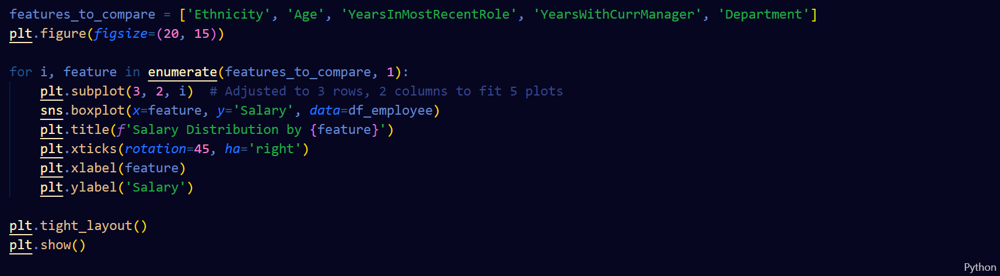 features_to_compare = ['Ethnicity', 'Age', 'YearsInMostRecentRole', 'YearsWithCurrManager', 'Department']
plt.figure(figsize=(20, 15))

for i, feature in enumerate(features_to_compare, 1):
    plt.subplot(3, 2, i)  # Adjusted to 3 rows, 2 columns to fit 5 plots
    sns.boxplot(x=feature, y='Salary', data=df_employee)
    plt.title(f'Salary Distribution by {feature}')
    plt.xticks(rotation=45, ha='right')
    plt.xlabel(feature)
    plt.ylabel('Salary')

plt.tight_layout()
plt.show()
Python